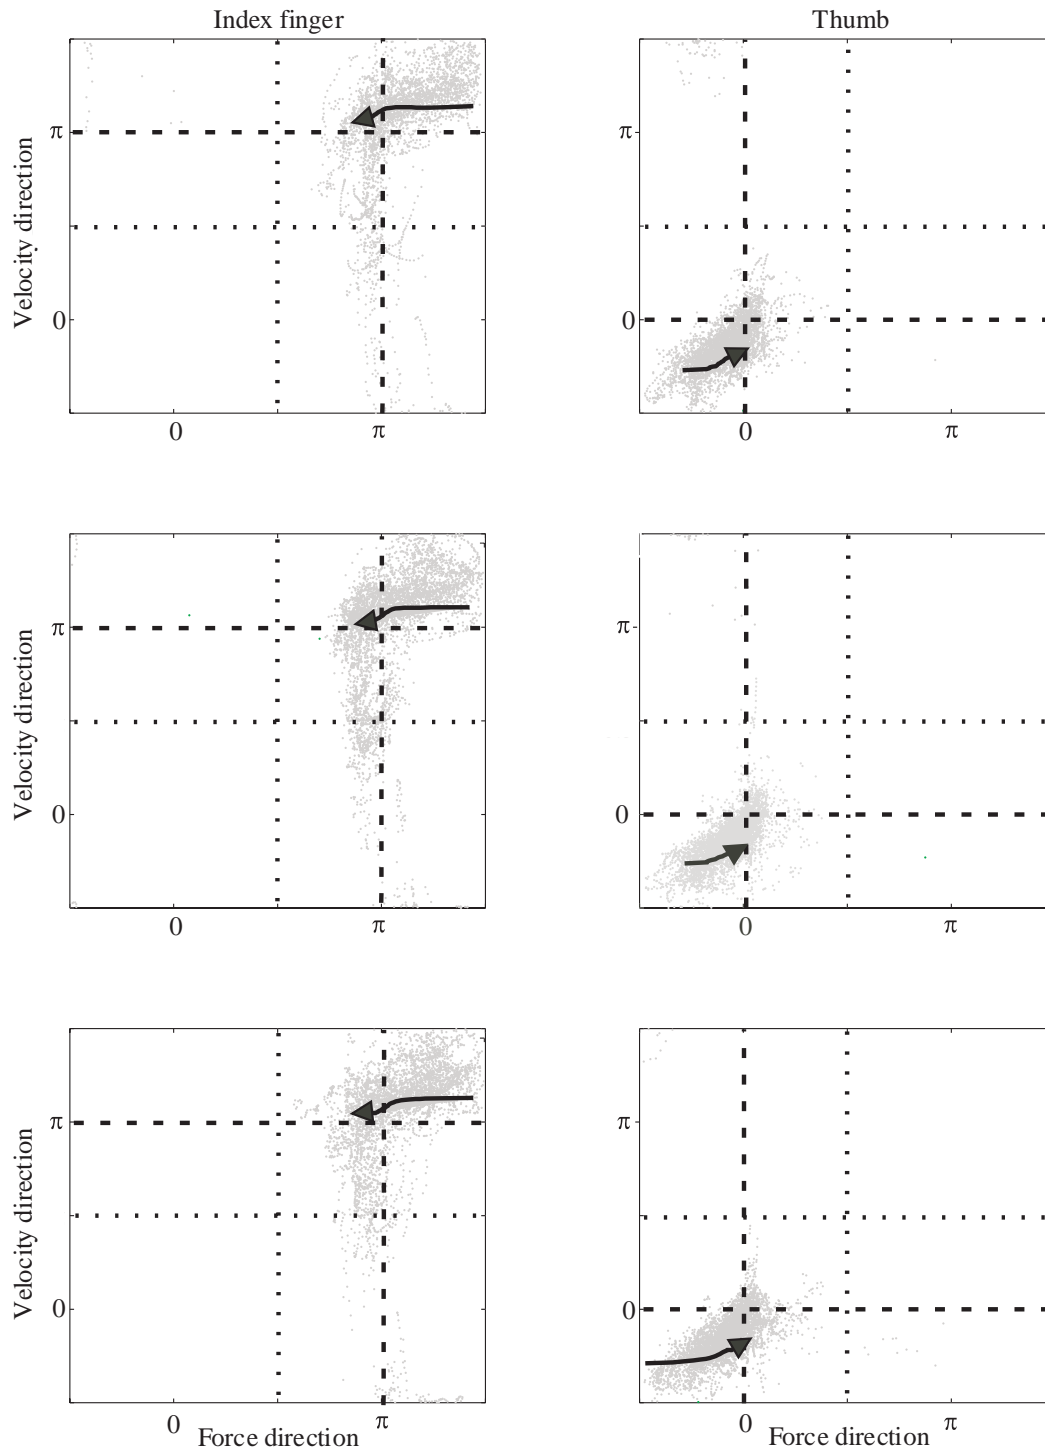 Index finger
Thumb
Velocity direction
π
0
0
π
π
0
0
π
Velocity direction
π
0
0
π
π
0
0
π
Velocity direction
π
0
0
π
Force direction
π
0
0
π
Force direction